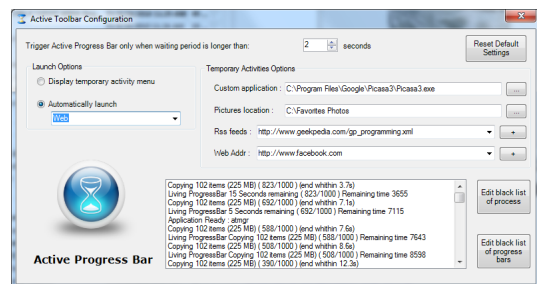 Active Toolbar Configuration
Trigger Active Progress Bar only when waiting period is longer than: 2 seconds
Reset Default Settings
Launch Options
Display temporary activity menu
Automatically launch
Web
Temporary Activities Options
Custom application : C:\Program Files\Google\Picasa3\Picasa3.exe ...
Pictures location : C:\Favorites Photos ...
Rss feeds : http://www.geekpedia.com/gp_programming.xml +
Web Addr : http://www.facebook.com +
Copying 102 items (225 MB) ( 823/1000 ) (end whithin 3.7s)
Living ProgressBar 15 Seconds remaining ( 823/1000 ) Remaining time 3655
Copying 102 items (225 MB) ( 692/1000 ) (end whithin 7.1s)
Living ProgressBar 5 Seconds remaining ( 692/1000 ) Remaining time 7115
Application Ready : atmgr
Copying 102 items (225 MB) ( 588/1000 ) (end whithin 7.6s)
Living ProgressBar Copying 102 items (225 MB) ( 588/1000 ) Remaining time 7643
Copying 102 items (225 MB) ( 508/1000 ) (end whithin 8.6s)
Living ProgressBar Copying 102 items (225 MB) ( 508/1000 ) Remaining time 8598
Copying 102 items (225 MB) ( 390/1000 ) (end whithin 12.3s)
Edit black list of process
Edit black list of progress bars
Active Progress Bar